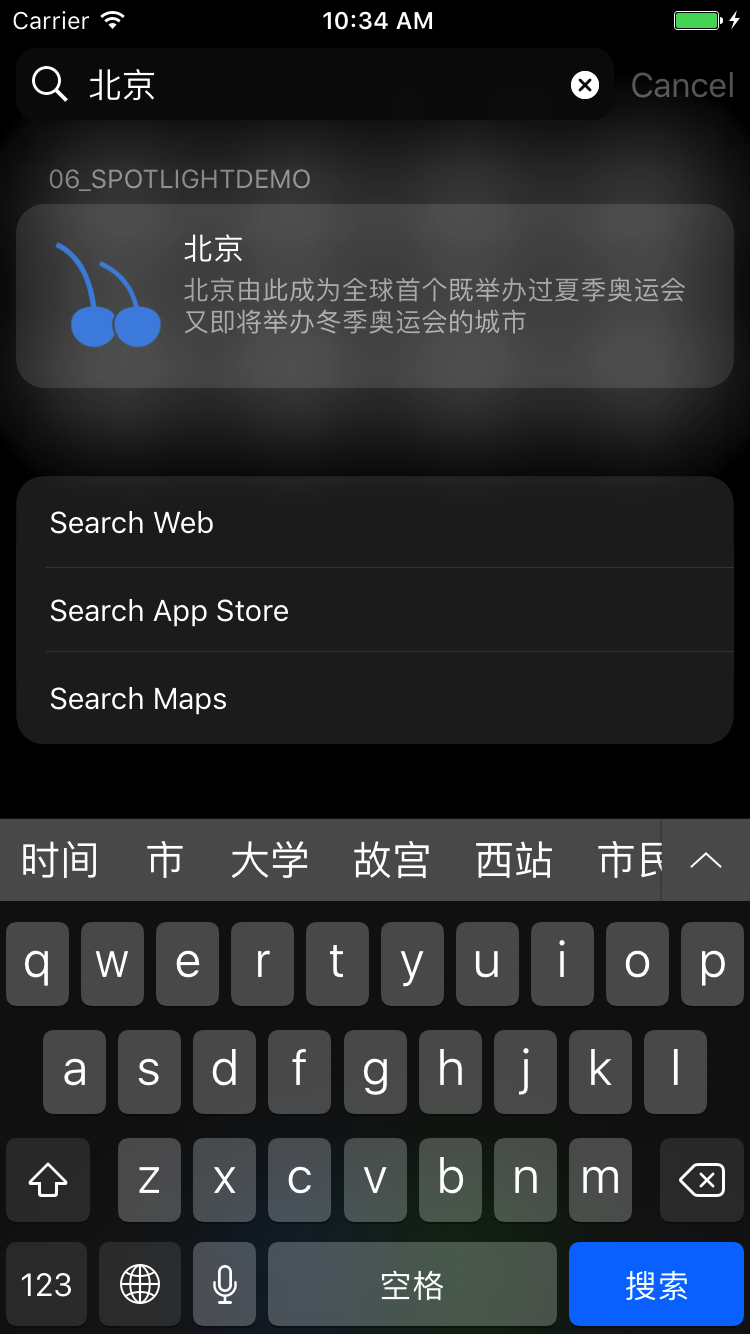 Carrier 10:34 AM
北京 Cancel
06_SPOTLIGHTDEMO
北京
北京由此成为全球首个既举办过夏季奥运会
又即将举办冬季奥运会的城市
Search Web
Search App Store
Search Maps
时间 市 大学 故宫 西站 市民
q w e r t y u i o p
a s d f g h j k l
z x c v b n m
123 空格 搜索